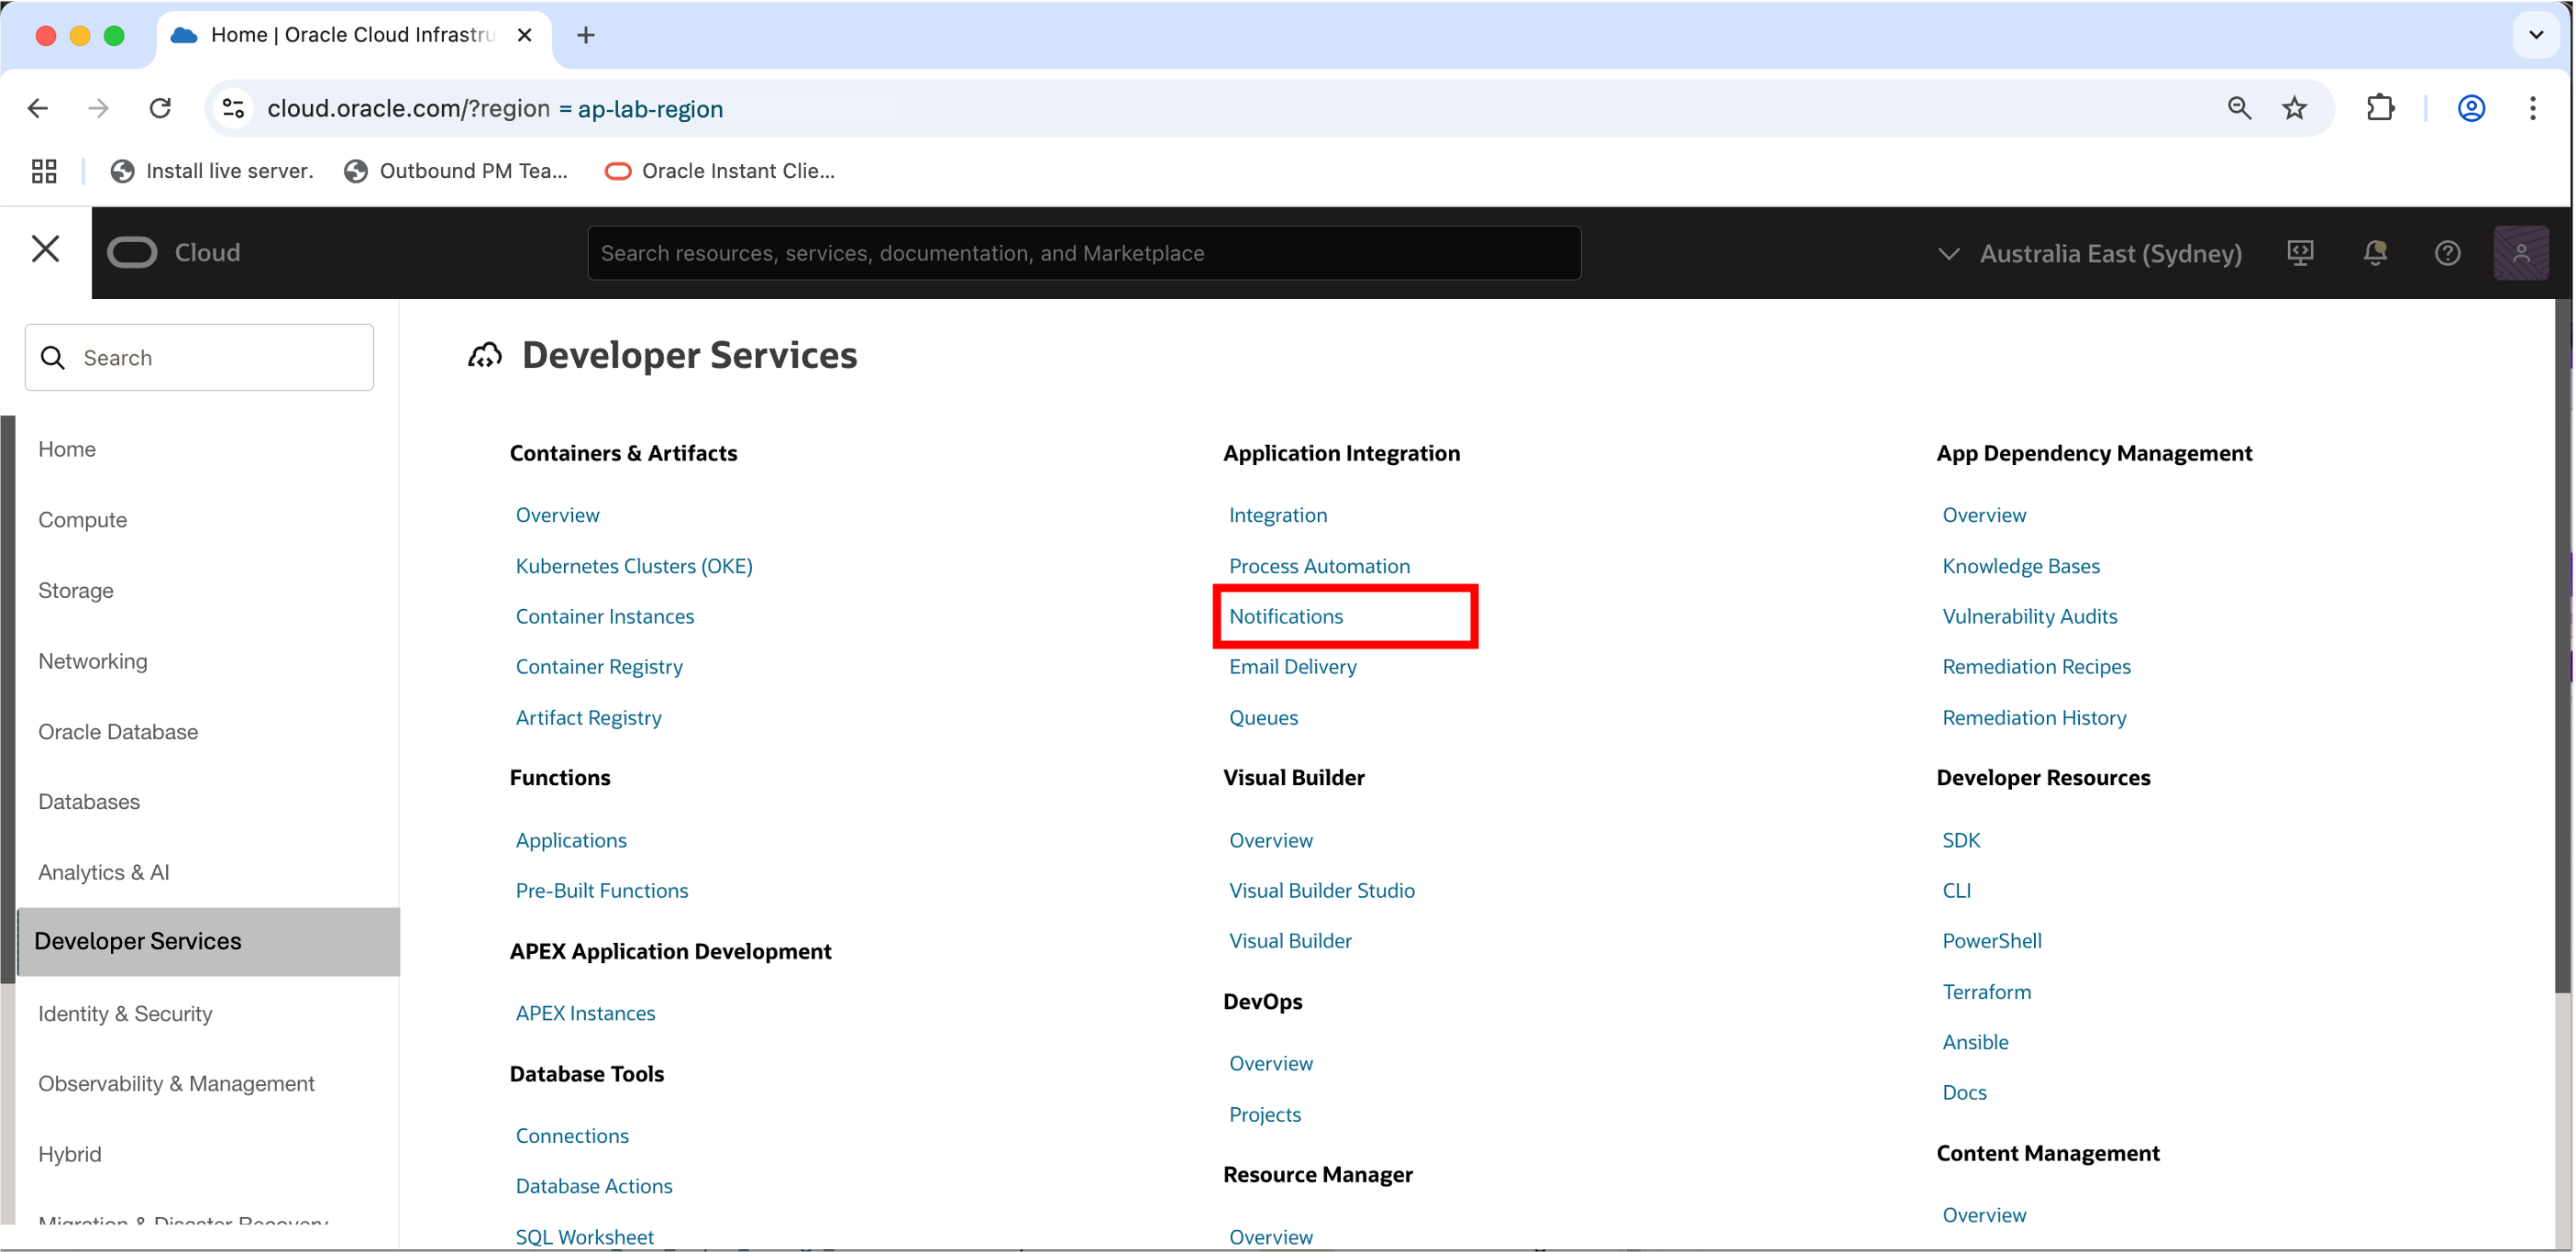 Home | Oracle Cloud Infrastru
cloud.oracle.com/?region = ap-lab-region
Install live server.
Outbound PM Tea...
Oracle Instant Clie...
Cloud
Search resources, services, documentation, and Marketplace
Australia East (Sydney)
Search
Home
Compute
Storage
Networking
Oracle Database
Databases
Analytics & AI
Developer Services
Identity & Security
Observability & Management
Hybrid
Migration & Disaster Recovery
Developer Services
Containers & Artifacts
Overview
Kubernetes Clusters (OKE)
Container Instances
Container Registry
Artifact Registry
Functions
Applications
Pre-Built Functions
APEX Application Development
APEX Instances
Database Tools
Connections
Database Actions
SQL Worksheet
Application Integration
Integration
Process Automation
Notifications
Email Delivery
Queues
Visual Builder
Overview
Visual Builder Studio
Visual Builder
DevOps
Overview
Projects
Resource Manager
Overview
App Dependency Management
Overview
Knowledge Bases
Vulnerability Audits
Remediation Recipes
Remediation History
Developer Resources
SDK
CLI
PowerShell
Terraform
Ansible
Docs
Content Management
Overview